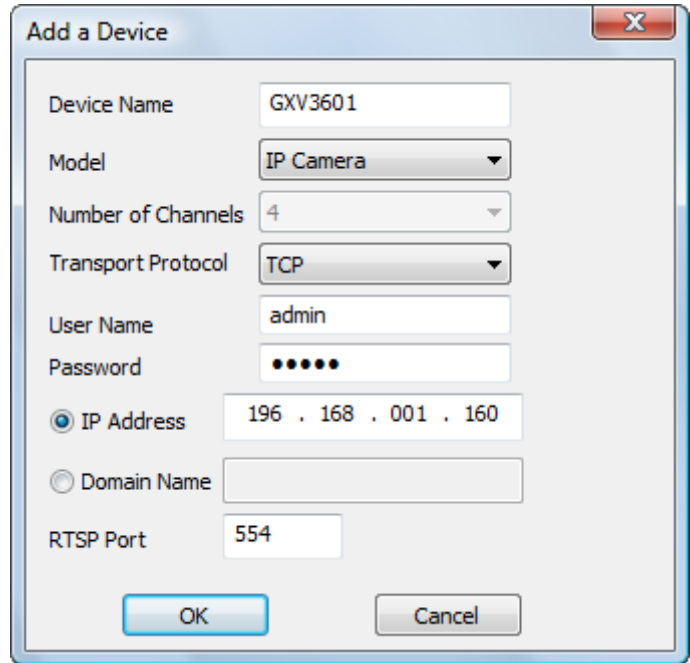 Add a Device
Device Name GXV3601
Model IP Camera
Number of Channels 4
Transport Protocol TCP
User Name admin
Password •••••
IP Address 196 . 168 . 001 . 160
Domain Name
RTSP Port 554
OK Cancel